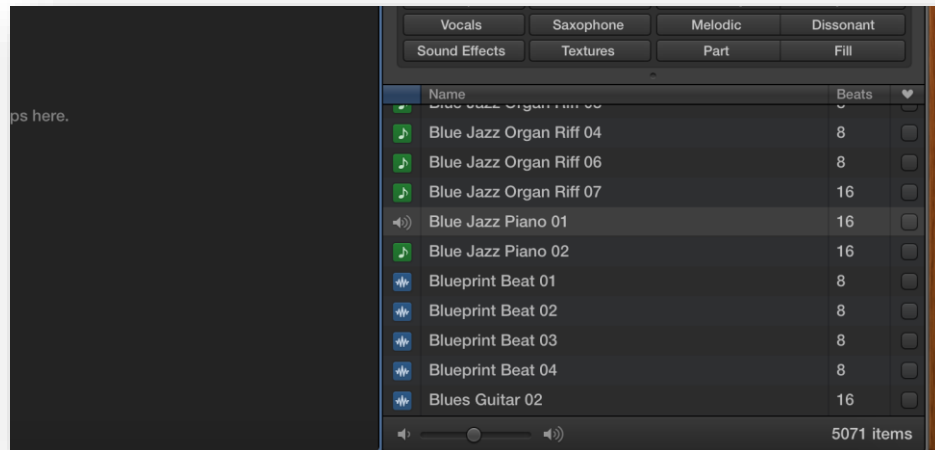 Vocals Saxophone Melodic Dissonant
Sound Effects Textures Part Fill
Name Beats
ps here.
Blue Jazz Organ Riff 04 8
Blue Jazz Organ Riff 06 8
Blue Jazz Organ Riff 07 16
Blue Jazz Piano 01 16
Blue Jazz Piano 02 16
Blueprint Beat 01 8
Blueprint Beat 02 8
Blueprint Beat 03 8
Blueprint Beat 04 8
Blues Guitar 02 16
5071 items